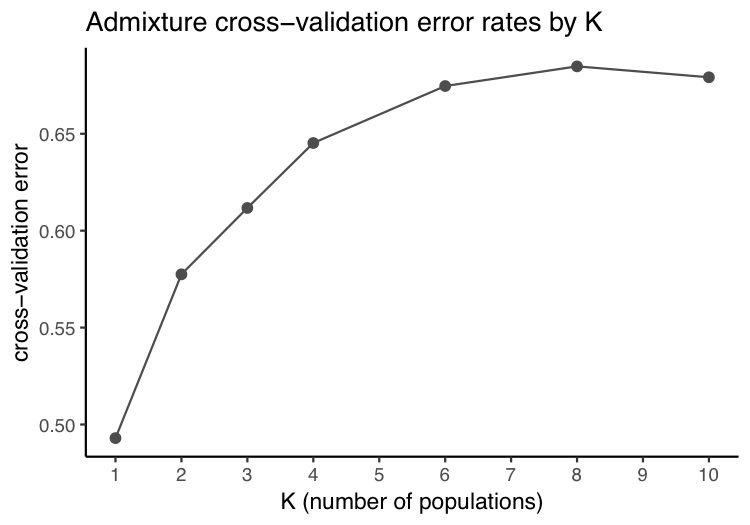 Admixture cross−validation error rates by K
cross−validation error
0.65
0.60
0.55
0.50
1 2 3 4 5 6 7 8 9 10
K (number of populations)